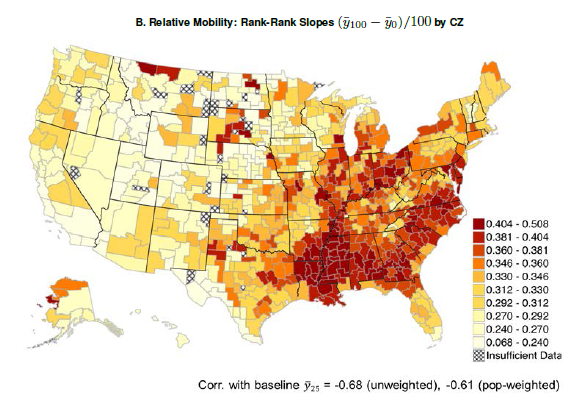 B. Relative Mobility: Rank-Rank Slopes (ȳ₁₀₀ − ȳ₀)/100 by CZ
0.404 - 0.508
0.381 - 0.404
0.360 - 0.381
0.346 - 0.360
0.330 - 0.346
0.312 - 0.330
0.292 - 0.312
0.270 - 0.292
0.240 - 0.270
0.068 - 0.240
Insufficient Data
Corr. with baseline ȳ₂₅ = -0.68 (unweighted), -0.61 (pop-weighted)